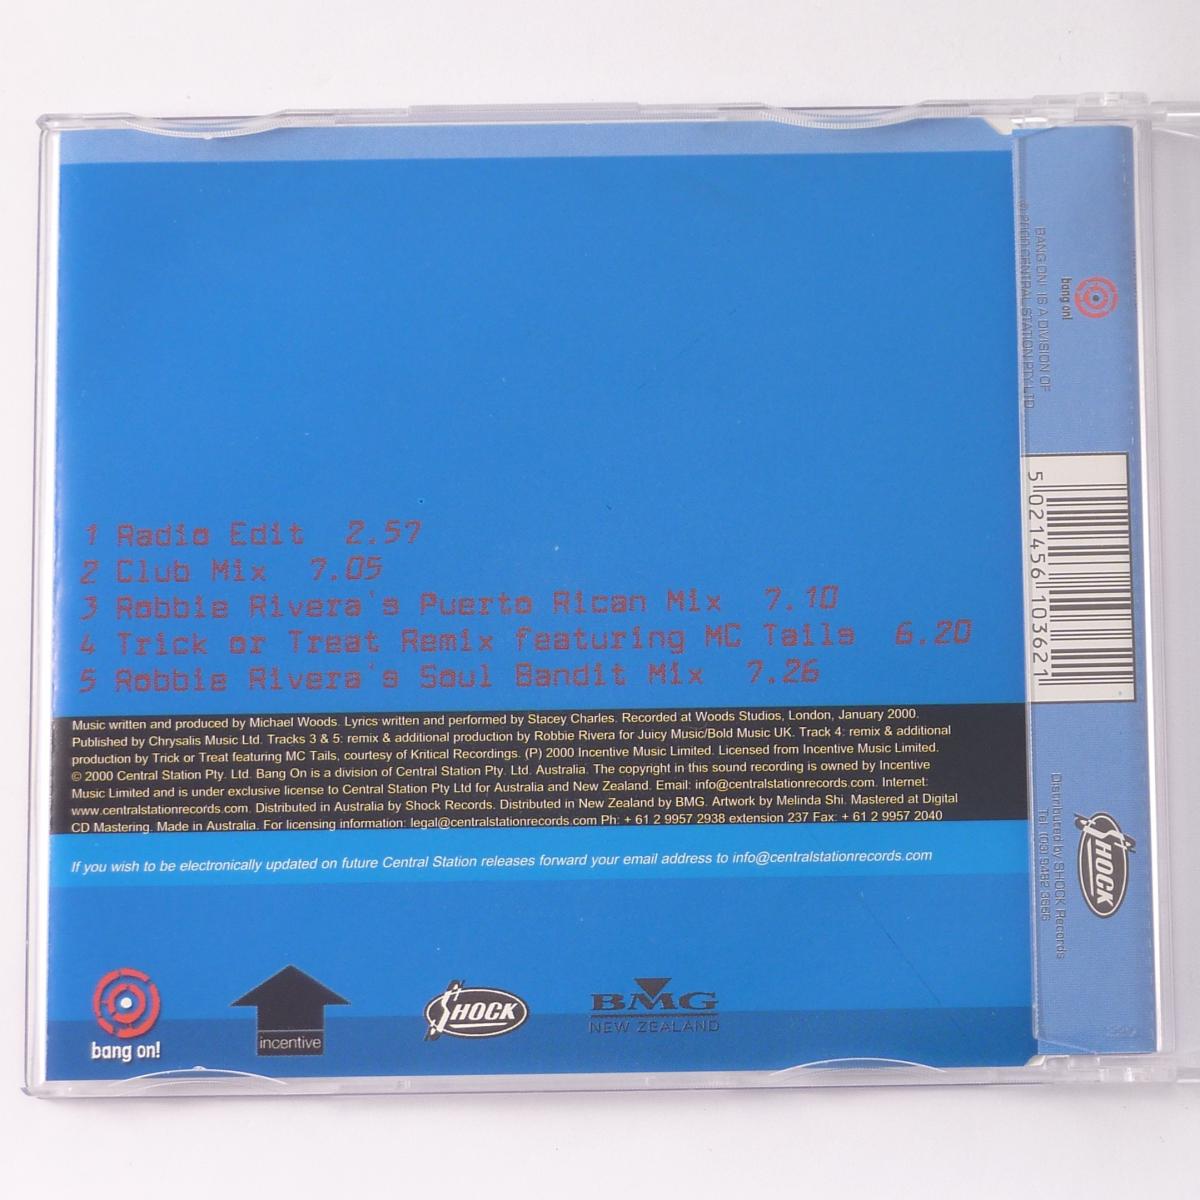 1 Radio Edit 2.57
2 Club Mix 7.05
3 Robbie Rivera's Puerto Rican Mix 7.10
4 Trick or Treat Remix featuring MC Tails 6.20
5 Robbie Rivera's Soul Bandit Mix 7.26
Music written and produced by Michael Woods. Lyrics written and performed by Stacey Charles. Recorded at Woods Studios, London, January 2000.
Published by Chrysalis Music Ltd. Tracks 3 & 5: remix & additional production by Robbie Rivera for Juicy Music/Bold Music UK. Track 4: remix & additional
production by Trick or Treat featuring MC Tails, courtesy of Kritical Recordings. (P) 2000 Incentive Music Limited. Licensed from Incentive Music Limited.
© 2000 Central Station Pty. Ltd. Bang On is a division of Central Station Pty. Ltd. Australia. The copyright in this sound recording is owned by Incentive
Music Limited and is under exclusive license to Central Station Pty Ltd for Australia and New Zealand. Email: info@centralstationrecords.com. Internet:
www.centralstationrecords.com. Distributed in Australia by Shock Records. Distributed in New Zealand by BMG. Artwork by Melinda Shi. Mastered at Digital
CD Mastering. Made in Australia. For licensing information: legal@centralstationrecords.com Ph: + 61 2 9957 2938 extension 237 Fax: + 61 2 9957 2040
If you wish to be electronically updated on future Central Station releases forward your email address to info@centralstationrecords.com
bang on!
incentive
SHOCK
BMG
NEW ZEALAND
bang on!
BANG ON! IS A DIVISION OF
© 2000 CENTRAL STATION PTY LTD
5 021456 103621
SHOCK
Distributed by SHOCK Records
Tel (03) 9482 3666